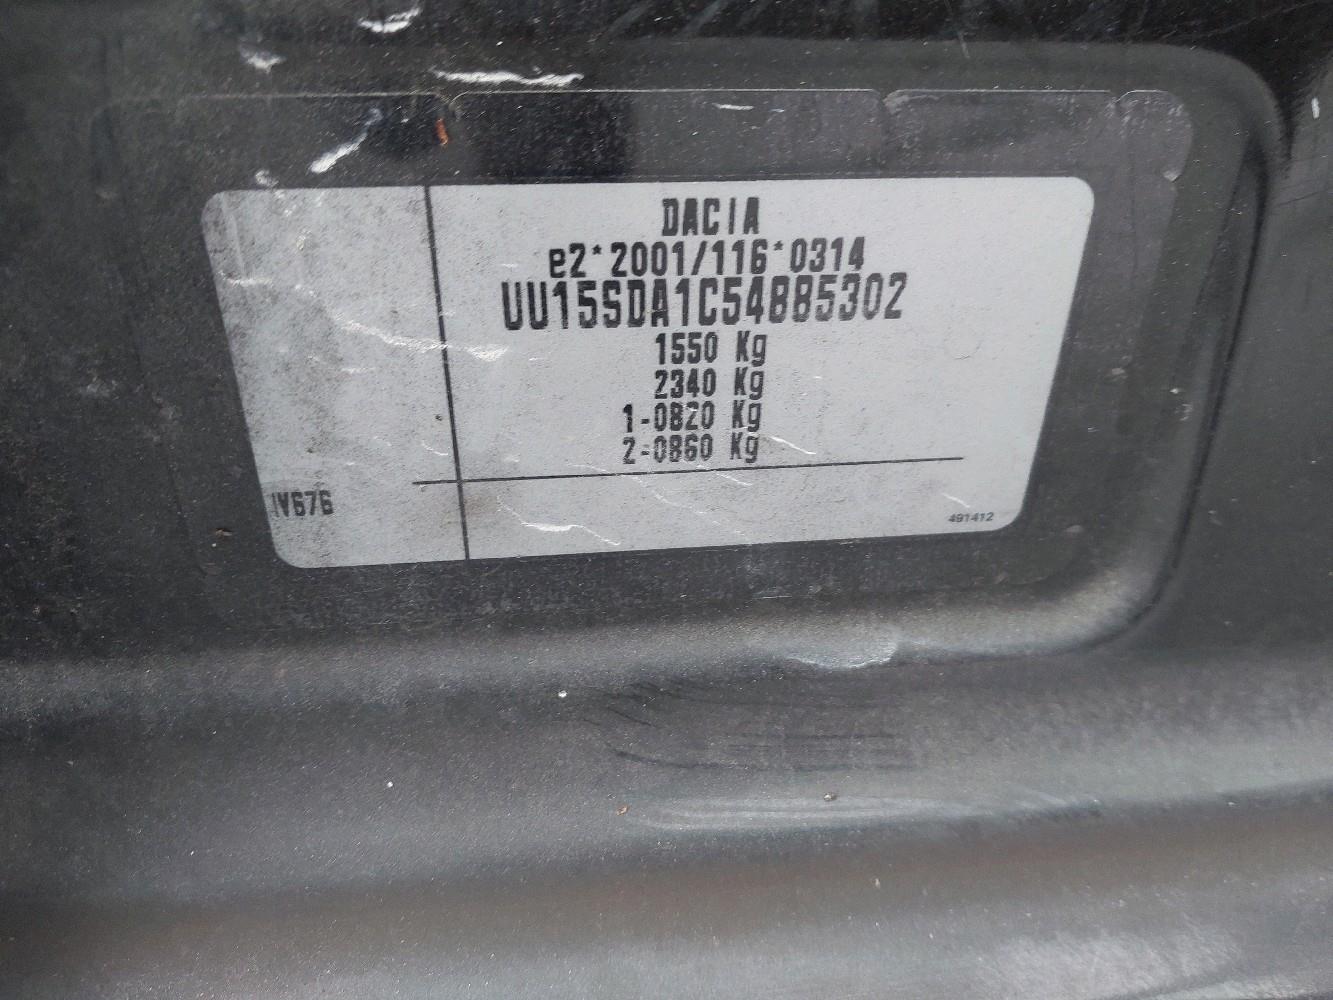 DACIA
e2*2001/116*0314
UU15SDA1C54885302
1550 Kg
2340 Kg
1-0820 Kg
2-0860 Kg
IV676
491412